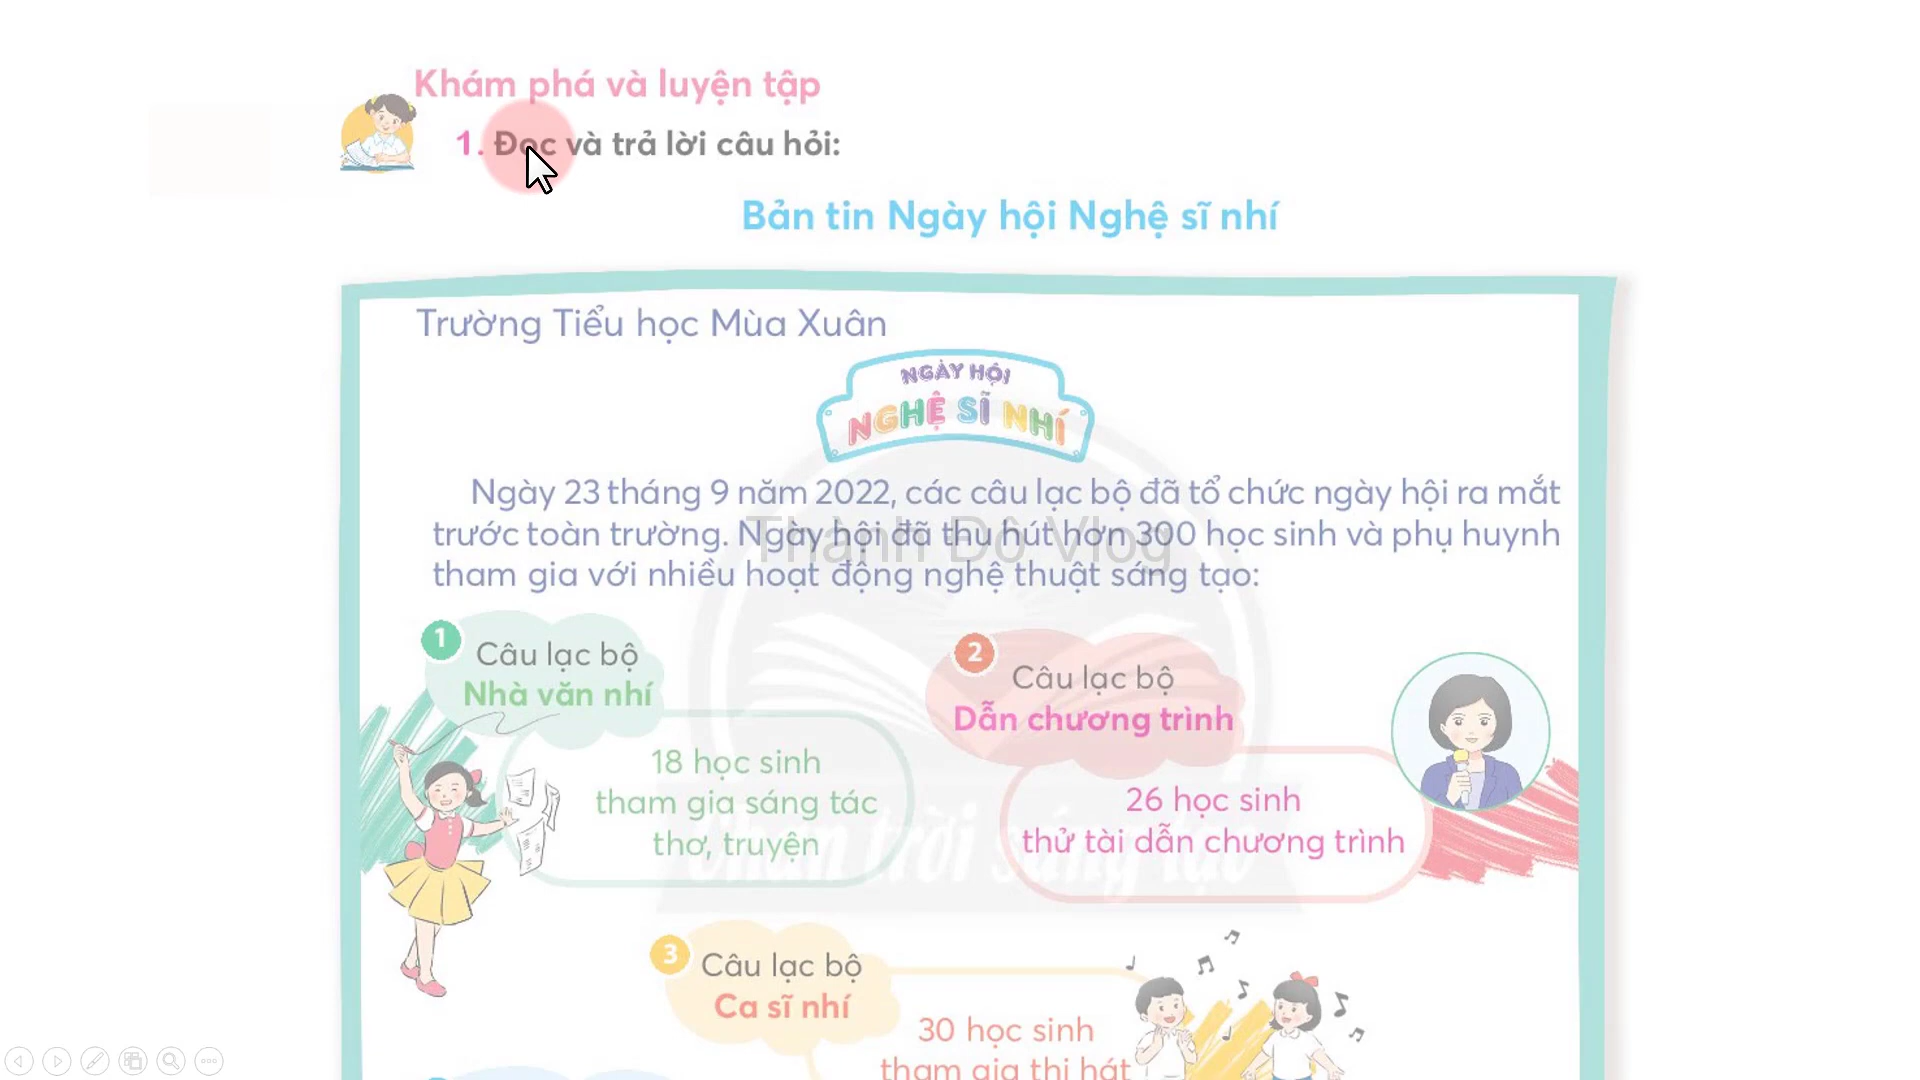 Khám phá và luyện tập
1. Đọc và trả lời câu hỏi:
Bản tin Ngày hội Nghệ sĩ nhí
Trường Tiểu học Mùa Xuân
NGÀY HỘI
NGHỆ SĨ NHÍ
Ngày 23 tháng 9 năm 2022, các câu lạc bộ đã tổ chức ngày hội ra mắt
trước toàn trường. Ngày hội đã thu hút hơn 300 học sinh và phụ huynh
tham gia với nhiều hoạt động nghệ thuật sáng tạo:
Thành Đô Vlog
1
Câu lạc bộ
Nhà văn nhí
18 học sinh
tham gia sáng tác
thơ, truyện
2
Câu lạc bộ
Dẫn chương trình
26 học sinh
thử tài dẫn chương trình
Chân trời sáng tạo
3
Câu lạc bộ
Ca sĩ nhí
30 học sinh
tham gia thi hát